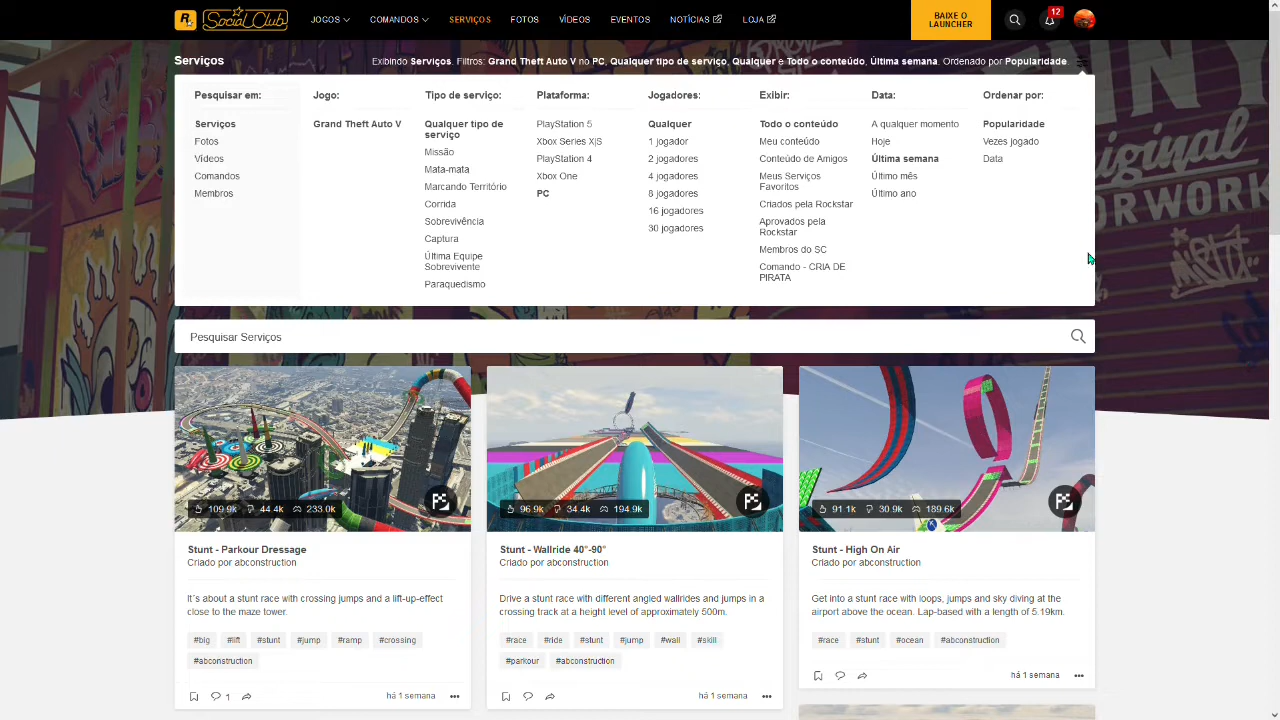 R★ Social Club JOGOS COMANDOS SERVIÇOS FOTOS VÍDEOS EVENTOS NOTÍCIAS LOJA BAIXE O LAUNCHER 12
Serviços Exibindo Serviços. Filtros: Grand Theft Auto V no PC, Qualquer tipo de serviço, Qualquer e Todo o conteúdo, Última semana. Ordenado por Popularidade.
Pesquisar em:
Serviços
Fotos
Vídeos
Comandos
Membros
Jogo:
Grand Theft Auto V
Tipo de serviço:
Qualquer tipo de
serviço
Missão
Mata-mata
Marcando Território
Corrida
Sobrevivência
Captura
Última Equipe
Sobrevivente
Paraquedismo
Plataforma:
PlayStation 5
Xbox Series X|S
PlayStation 4
Xbox One
PC
Jogadores:
Qualquer
1 jogador
2 jogadores
4 jogadores
8 jogadores
16 jogadores
30 jogadores
Exibir:
Todo o conteúdo
Meu conteúdo
Conteúdo de Amigos
Meus Serviços
Favoritos
Criados pela Rockstar
Aprovados pela
Rockstar
Membros do SC
Comando - CRIA DE
PIRATA
Data:
A qualquer momento
Hoje
Última semana
Último mês
Último ano
Ordenar por:
Popularidade
Vezes jogado
Data
Pesquisar Serviços
109.9k 44.4k 233.0k
Stunt - Parkour Dressage
Criado por abconstruction
It´s about a stunt race with crossing jumps and a lift-up-effect
close to the maze tower.
#big #lift #stunt #jump #ramp #crossing
#abconstruction
1 há 1 semana
96.9k 34.4k 194.9k
Stunt - Wallride 40°-90°
Criado por abconstruction
Drive a stunt race with different angled wallrides and jumps in a
crossing track at a height level of approximately 500m.
#race #ride #stunt #jump #wall #skill
#parkour #abconstruction
há 1 semana
91.1k 30.9k 189.6k
Stunt - High On Air
Criado por abconstruction
Get into a stunt race with loops, jumps and sky diving at the
airport above the ocean. Lap-based with a length of 5.19km.
#race #stunt #ocean #abconstruction
há 1 semana